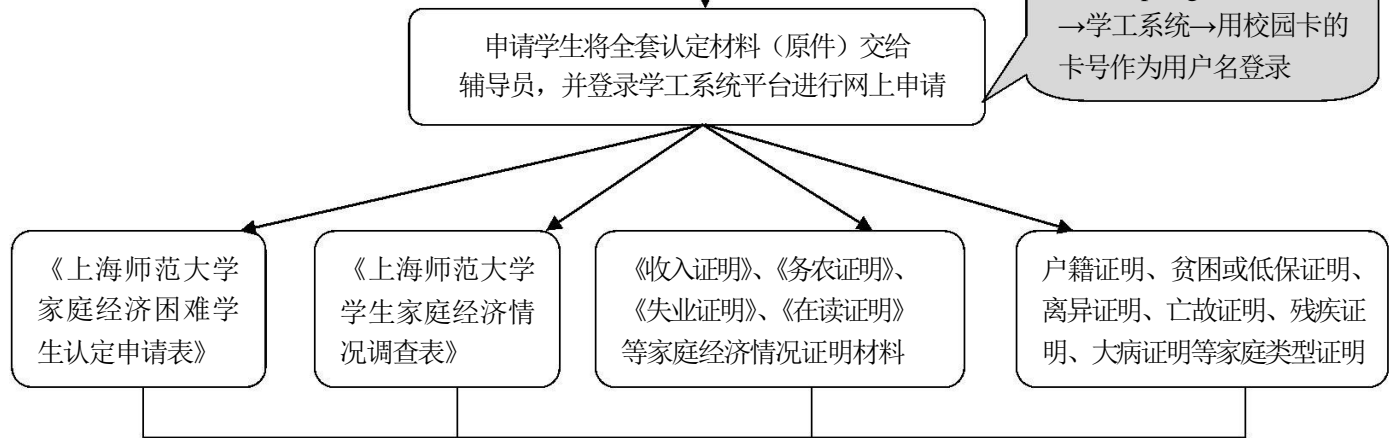 →学工系统→用校园卡的
卡号作为用户名登录
申请学生将全套认定材料（原件）交给
辅导员，并登录学工系统平台进行网上申请
《上海师范大学
家庭经济困难学
生认定申请表》
《上海师范大学
学生家庭经济情
况调查表》
《收入证明》、《务农证明》、
《失业证明》、《在读证明》
等家庭经济情况证明材料
户籍证明、贫困或低保证明、
离异证明、亡故证明、残疾证
明、大病证明等家庭类型证明